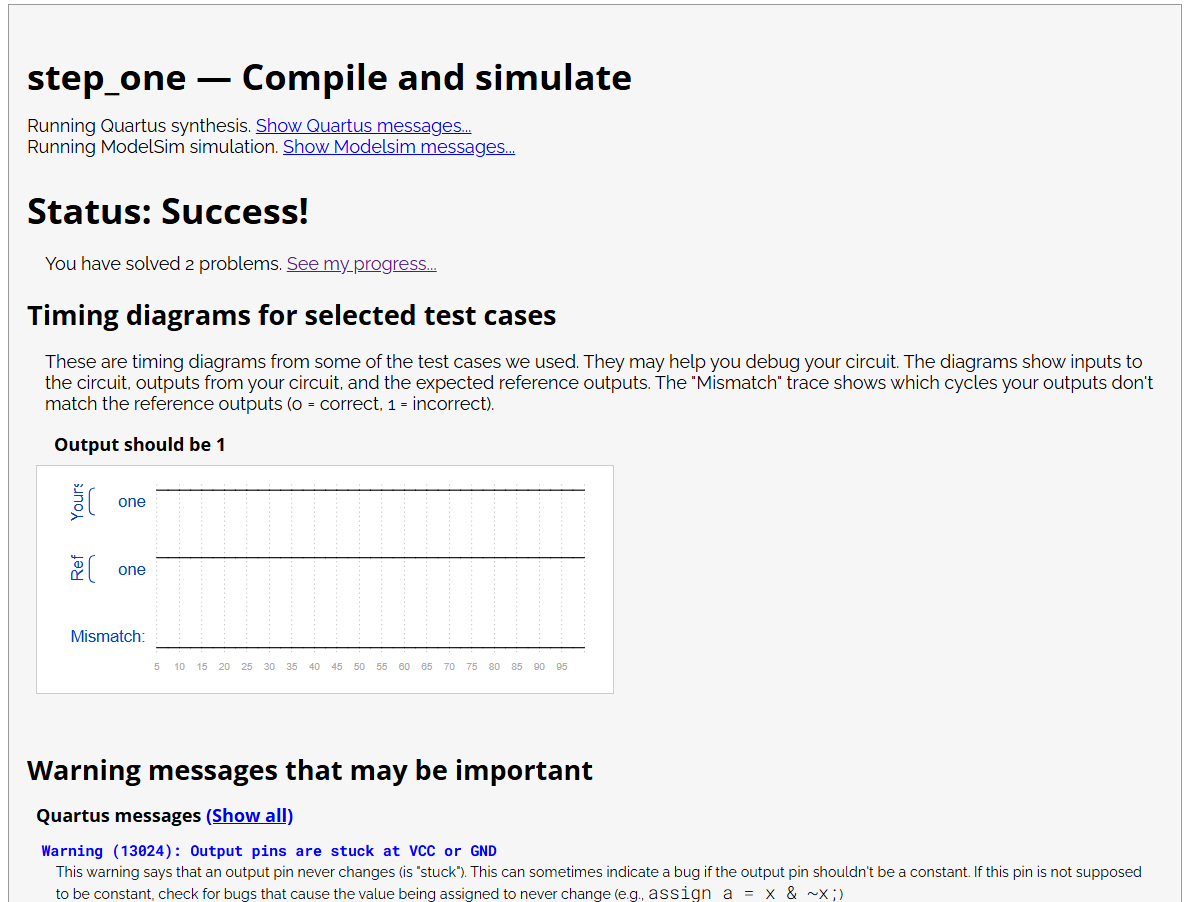 step_one — Compile and simulate
Running Quartus synthesis. Show Quartus messages...
Running ModelSim simulation. Show Modelsim messages...
Status: Success!
You have solved 2 problems. See my progress...
Timing diagrams for selected test cases
These are timing diagrams from some of the test cases we used. They may help you debug your circuit. The diagrams show inputs to
the circuit, outputs from your circuit, and the expected reference outputs. The "Mismatch" trace shows which cycles your outputs don't
match the reference outputs (0 = correct, 1 = incorrect).
Output should be 1
Yours one
Ref one
Mismatch:
5 10 15 20 25 30 35 40 45 50 55 60 65 70 75 80 85 90 95
Warning messages that may be important
Quartus messages (Show all)
Warning (13024): Output pins are stuck at VCC or GND
This warning says that an output pin never changes (is "stuck"). This can sometimes indicate a bug if the output pin shouldn't be a constant. If this pin is not supposed
to be constant, check for bugs that cause the value being assigned to never change (e.g., assign a = x & ~x;)